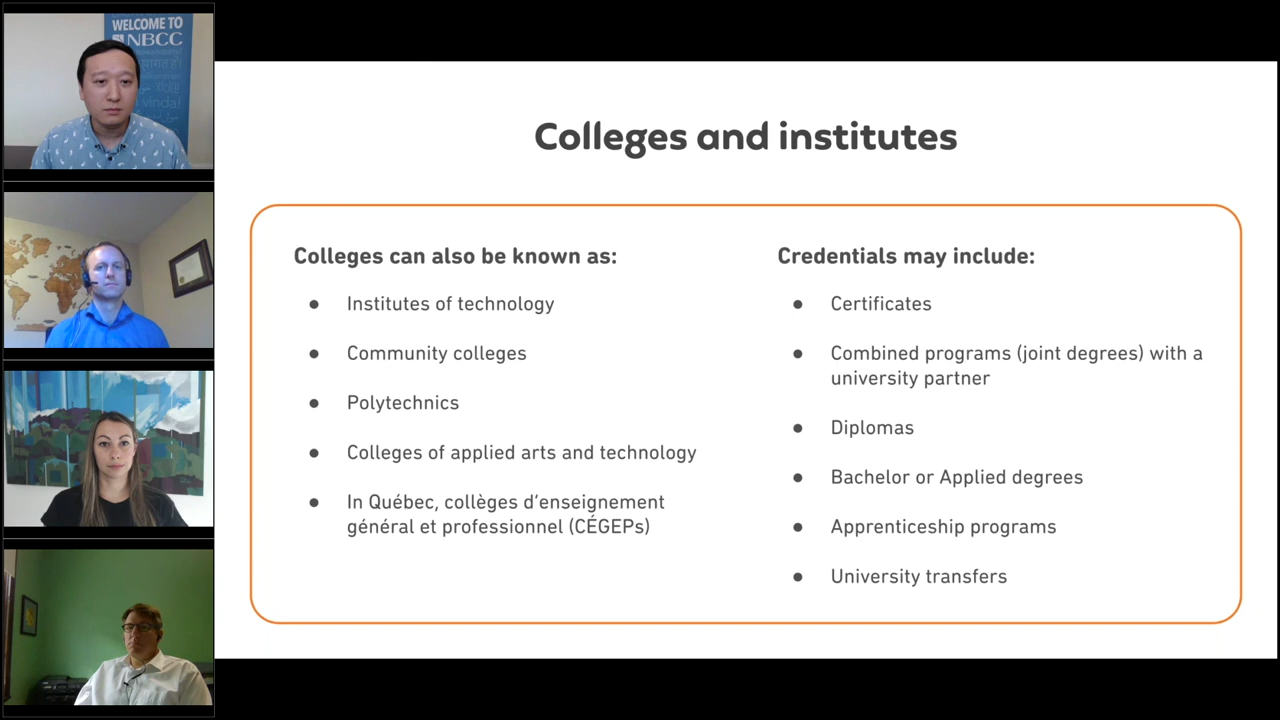 WELCOME TO
NBCC
Colleges and institutes
Colleges can also be known as:
● Institutes of technology
● Community colleges
● Polytechnics
● Colleges of applied arts and technology
● In Québec, collèges d’enseignement
général et professionnel (CÉGEPs)
Credentials may include:
● Certificates
● Combined programs (joint degrees) with a
university partner
● Diplomas
● Bachelor or Applied degrees
● Apprenticeship programs
● University transfers